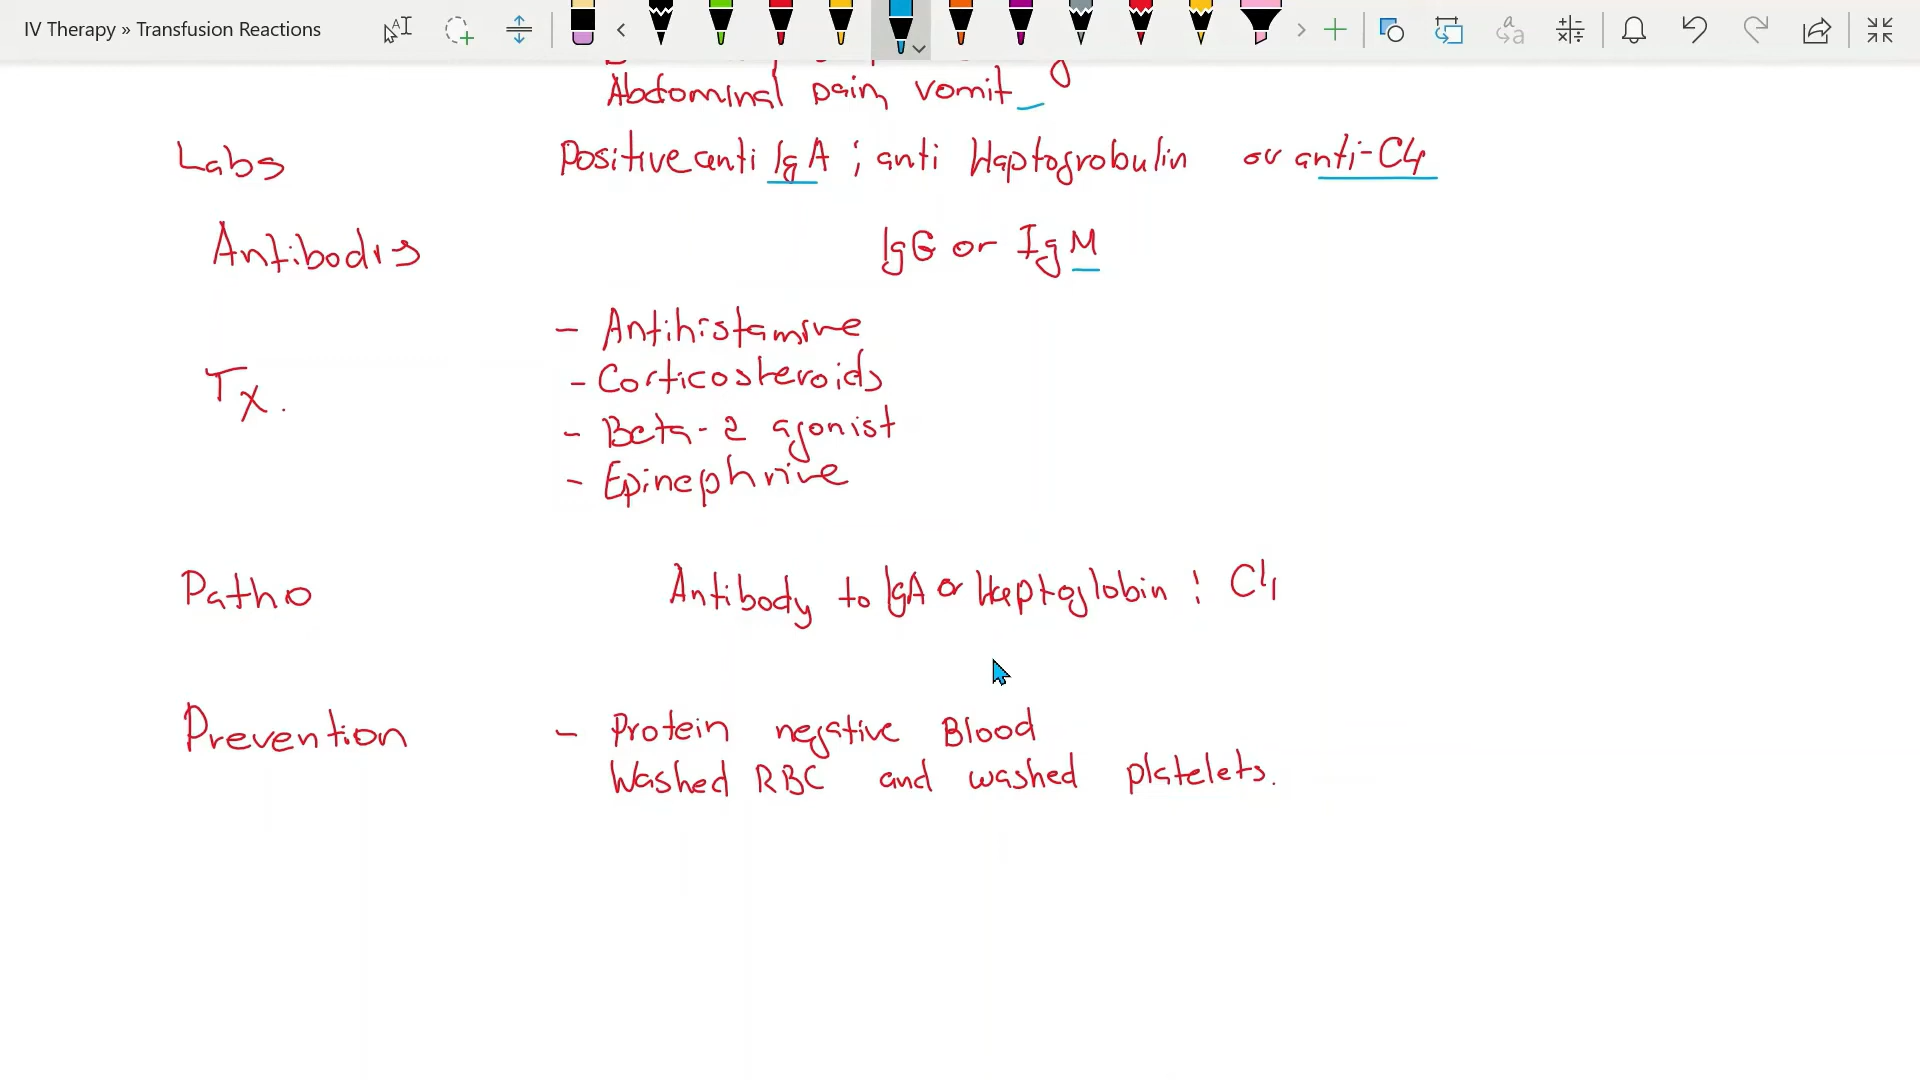 IV Therapy » Transfusion Reactions
Abdominal pain, vomit
Labs Positive anti IgA ; anti Haptogrobulin or anti-C4
Antibodis IgG or IgM
- Antihistamine
Tx. - Corticosteroids
- Beta-2 agonist
- Epinephrine
Patho Antibody to IgA or Haptoglobin : C4
Prevention - Protein negative Blood
Washed RBC and washed platelets.